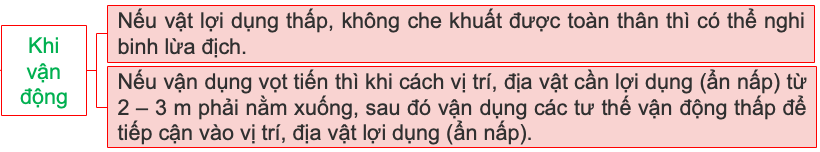 Khi
vận
động
Nếu vật lợi dụng thấp, không che khuất được toàn thân thì có thể nghi
binh lừa địch.
Nếu vận dụng vọt tiến thì khi cách vị trí, địa vật cần lợi dụng (ẩn nấp) từ
2 – 3 m phải nằm xuống, sau đó vận dụng các tư thế vận động thấp để
tiếp cận vào vị trí, địa vật lợi dụng (ẩn nấp).